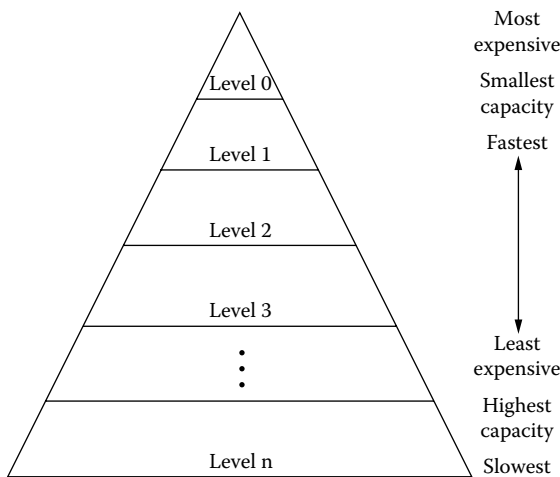 Most
expensive
Level 0
Smallest
capacity
Fastest
Level 1
Level 2
Level 3
Least
expensive
Highest
capacity
Level n
Slowest